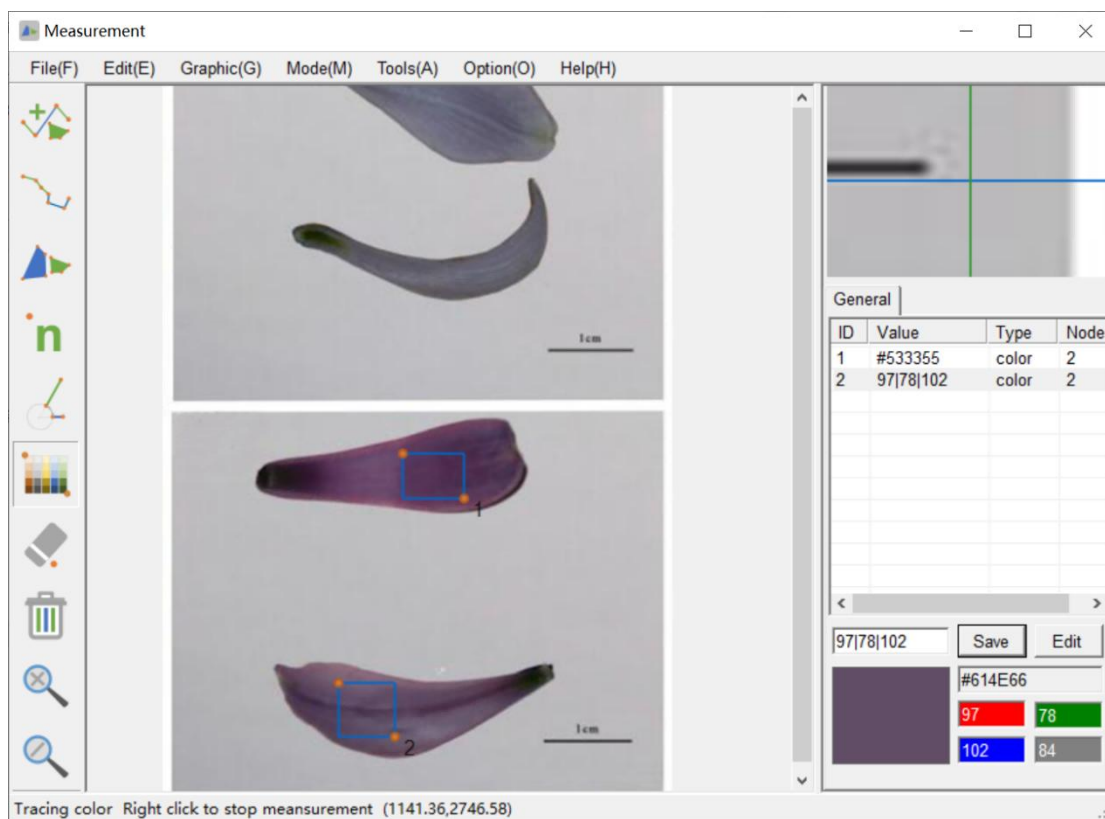 Measurement
File(F) Edit(E) Graphic(G) Mode(M) Tools(A) Option(O) Help(H)
n
1cm
1
2
1cm
General
ID Value Type Node
1 #533355 color 2
2 97|78|102 color 2
97|78|102 Save Edit
#614E66
97 78
102 84
Tracing color Right click to stop meansurement (1141.36,2746.58)